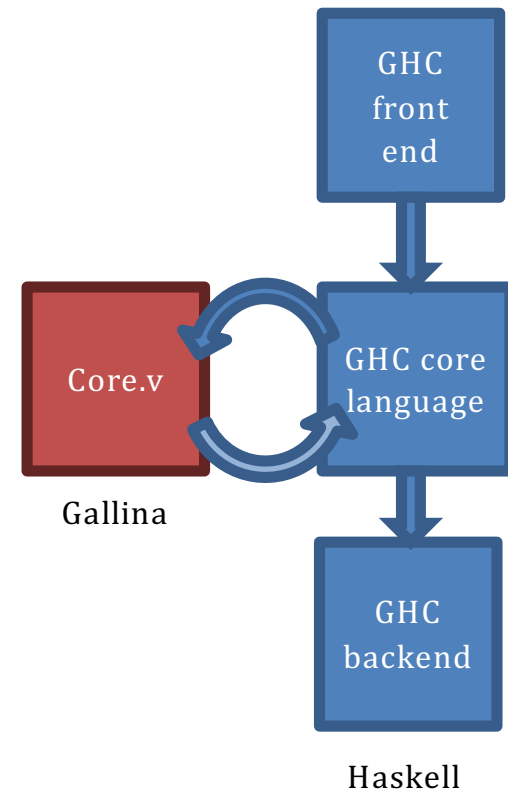 GHC
front
end
Core.v
GHC core
language
Gallina
GHC
backend
Haskell